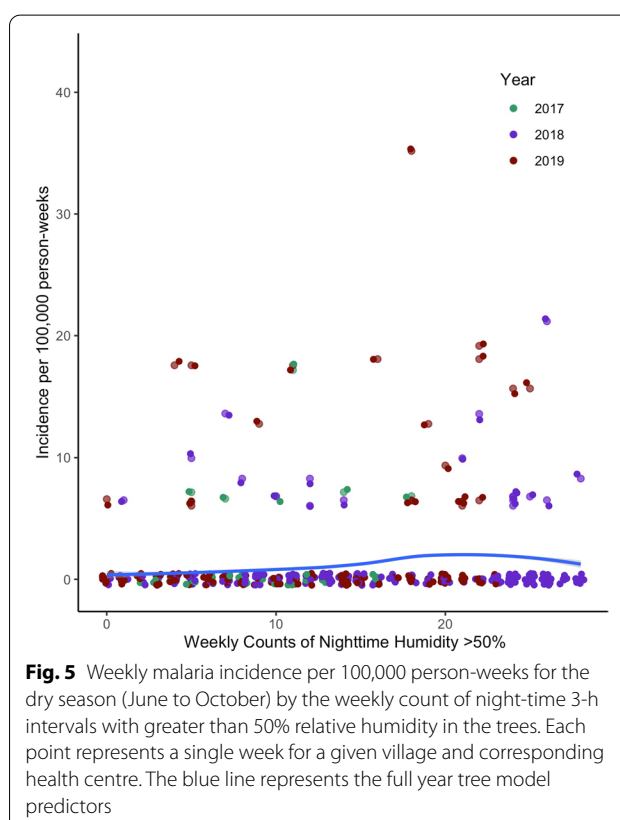 Year
2017
2018
2019
40
30
20
10
0
Incidence per 100,000 person-weeks
0 10 20
Weekly Counts of Nighttime Humidity >50%
Fig. 5 Weekly malaria incidence per 100,000 person-weeks for the
dry season (June to October) by the weekly count of night-time 3-h
intervals with greater than 50% relative humidity in the trees. Each
point represents a single week for a given village and corresponding
health centre. The blue line represents the full year tree model
predictors